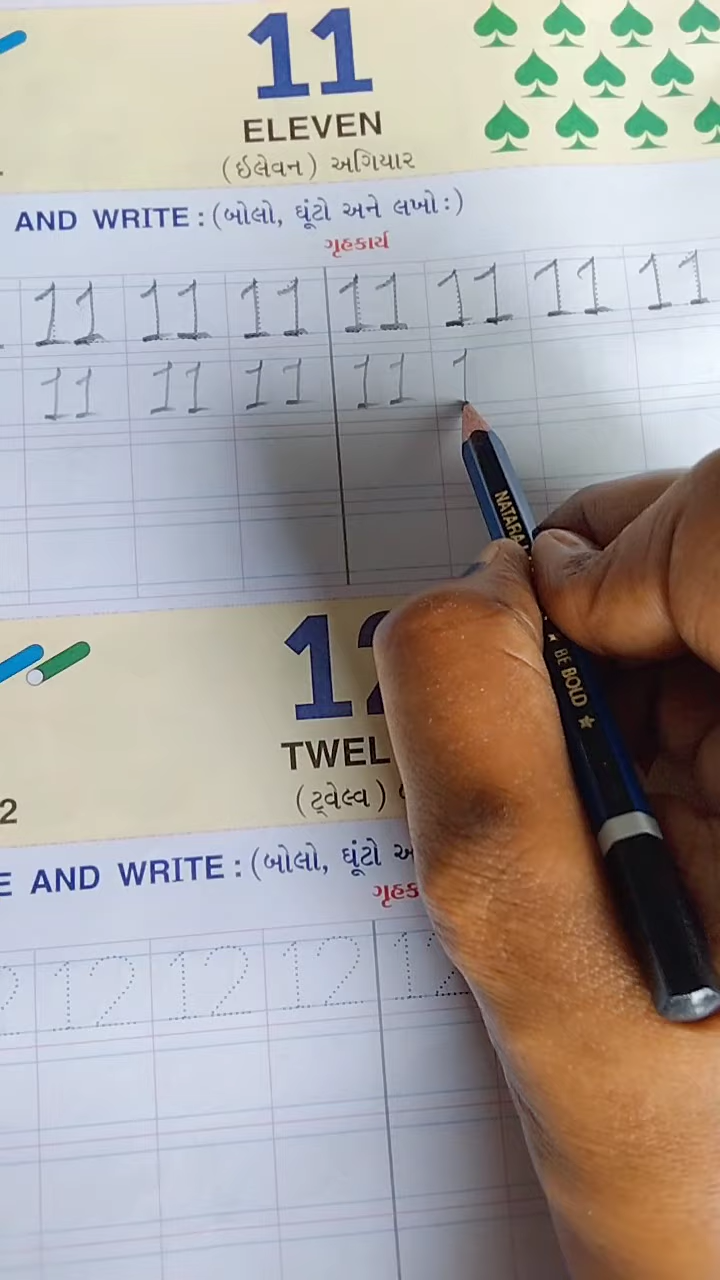 11
ELEVEN
(ઇલેવન) અગિયાર
AND WRITE : (બોલો, ઘૂંટો અને લખો :)
ગૃહકાર્ય
11 11 11 11 11 11 11
11 11 11 11 1
NATARAJ
BE BOLD
12
TWEL
2
(ટ્વેલ્વ)
E AND WRITE : (બોલો, ઘૂંટો અ
ગૃહક
2 12 12 12 12